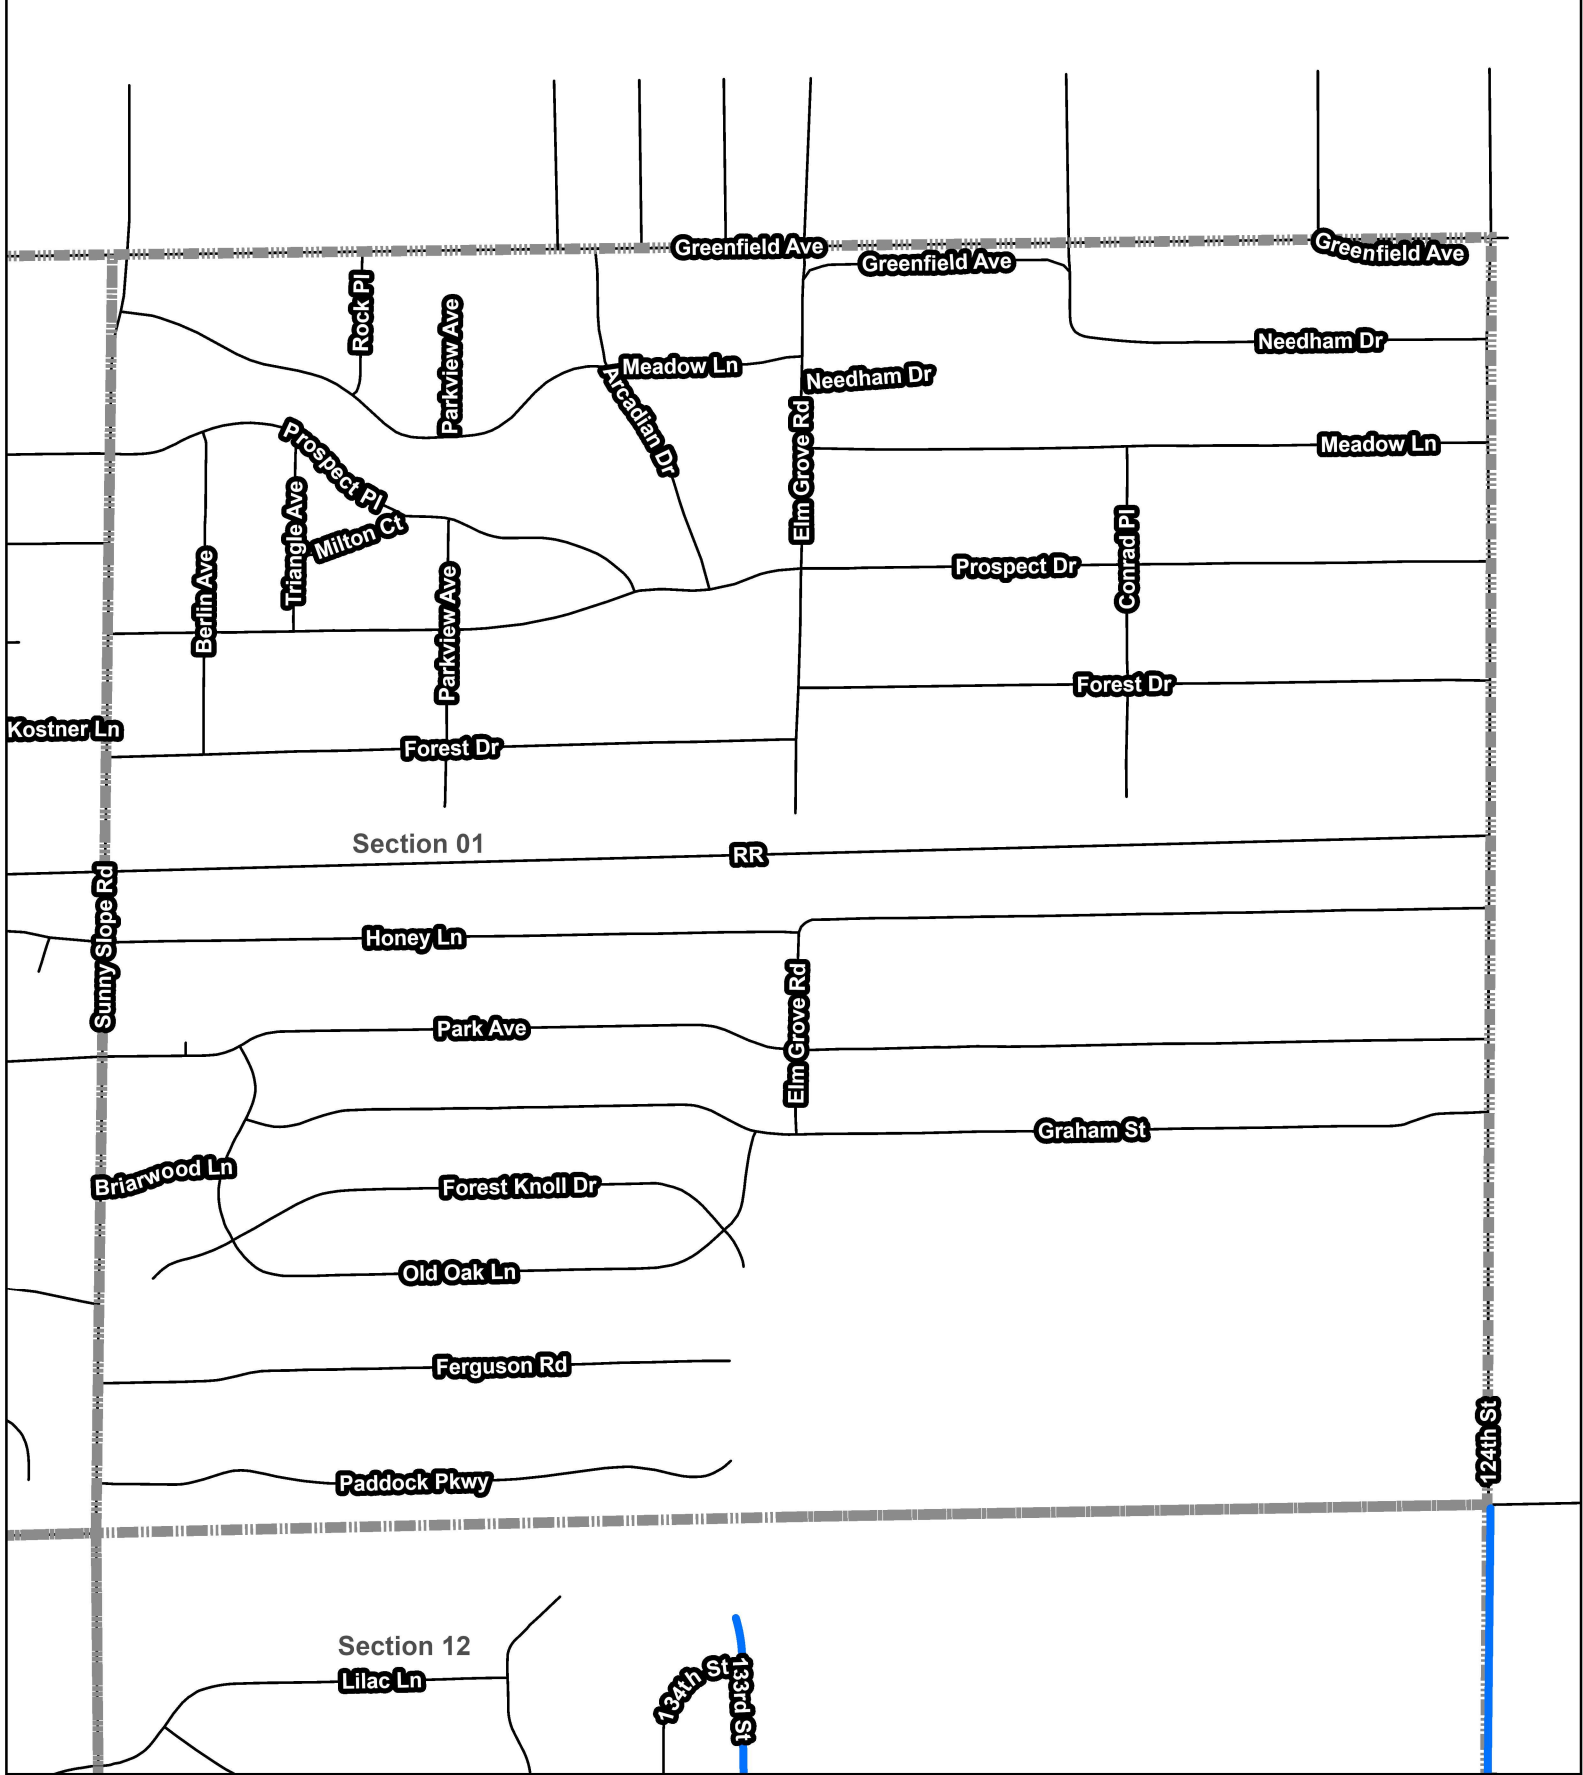 Greenfield Ave
Greenfield Ave
Greenfield Ave
Rock Pl
Parkview Ave
Needham Dr
Meadow Ln
Needham Dr
Arcadian Dr
Elm Grove Rd
Meadow Ln
Prospect Pl
Triangle Ave
Milton Ct
Berlin Ave
Parkview Ave
Prospect Dr
Conrad Pl
Forest Dr
Kostner Ln
Forest Dr
Section 01
RR
Sunny Slope Rd
Honey Ln
Elm Grove Rd
Park Ave
Graham St
Briarwood Ln
Forest Knoll Dr
Old Oak Ln
Ferguson Rd
124th St
Paddock Pkwy
Section 12
Lilac Ln
134th St
133rd St